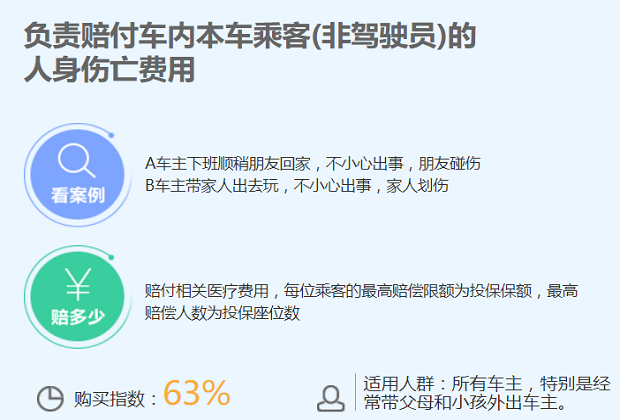 负责赔付车内本车乘客(非驾驶员)的
人身伤亡费用
看案例
A车主下班顺稍朋友回家，不小心出事，朋友碰伤
B车主带家人出去玩，不小心出事，家人划伤
赔多少
赔付相关医疗费用，每位乘客的最高赔偿限额为投保保额，最高
赔偿人数为投保座位数
购买指数：63%
适用人群：所有车主，特别是经
常带父母和小孩外出车主。